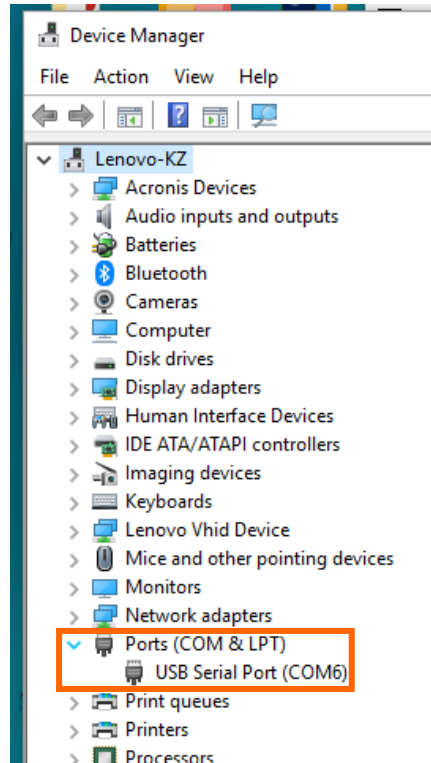 Device Manager
File Action View Help
Lenovo-KZ
Acronis Devices
Audio inputs and outputs
Batteries
Bluetooth
Cameras
Computer
Disk drives
Display adapters
Human Interface Devices
IDE ATA/ATAPI controllers
Imaging devices
Keyboards
Lenovo Vhid Device
Mice and other pointing devices
Monitors
Network adapters
Ports (COM & LPT)
USB Serial Port (COM6)
Print queues
Printers
Processors